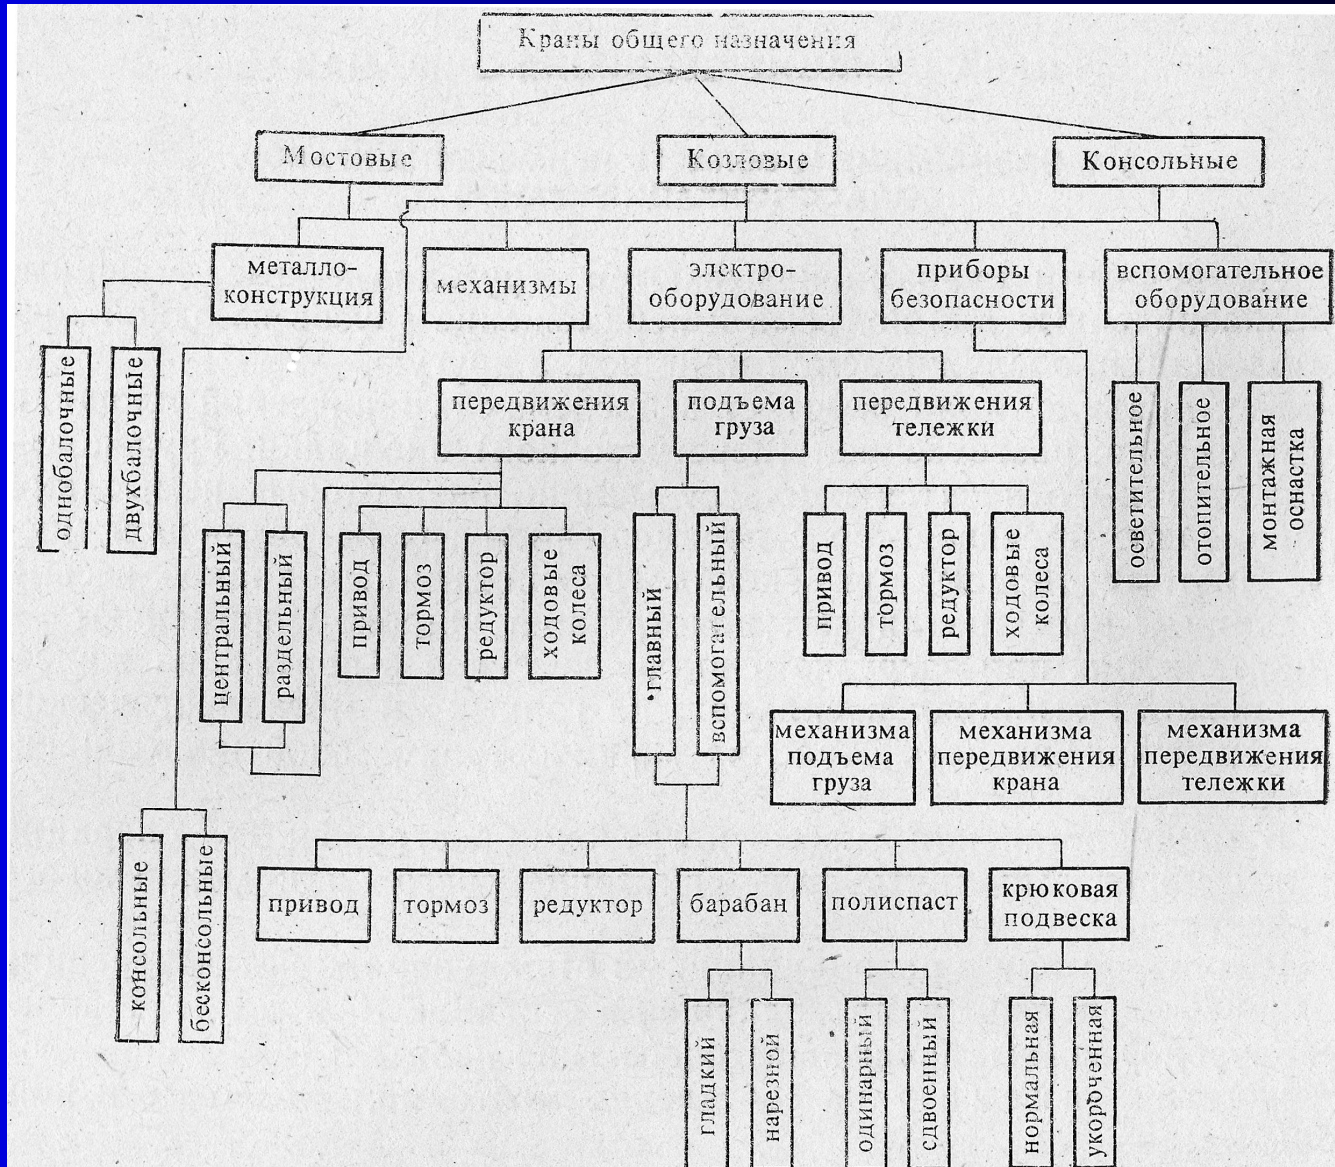 Краны общего назначения
Мостовые
Козловые
Консольные
металло-
конструкция
механизмы
электро-
оборудование
приборы
безопасности
вспомогательное
оборудование
однобалочные
двухбалочные
передвижения
крана
подъема
груза
передвижения
тележки
осветительное
отопительное
монтажная
оснастка
центральный
раздельный
привод
тормоз
редуктор
ходовые
колеса
главный
вспомогательный
привод
тормоз
редуктор
ходовые
колеса
механизма
подъема
груза
механизма
передвижения
крана
механизма
передвижения
тележки
консольные
бесконсольные
привод
тормоз
редуктор
барабан
полиспаст
крюковая
подвеска
гладкий
нарезной
одинарный
сдвоенный
нормальная
укороченная